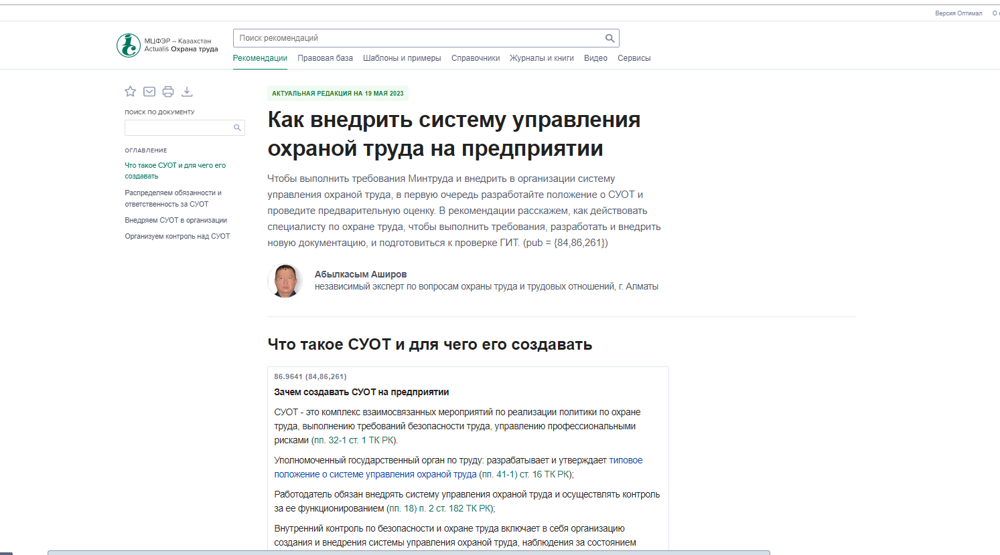 Версия Оптимал
МЦФЭР – Казахстан
Actualis Охрана труда
Поиск рекомендаций
Рекомендации Правовая база Шаблоны и примеры Справочники Журналы и книги Видео Сервисы
ПОИСК ПО ДОКУМЕНТУ
ОГЛАВЛЕНИЕ
Что такое СУОТ и для чего его
создавать
Распределяем обязанности и
ответственность за СУОТ
Внедряем СУОТ в организации
Организуем контроль над СУОТ
АКТУАЛЬНАЯ РЕДАКЦИЯ НА 19 МАЯ 2023
Как внедрить систему управления
охраной труда на предприятии
Чтобы выполнить требования Минтруда и внедрить в организации систему
управления охраной труда, в первую очередь разработайте положение о СУОТ и
проведите предварительную оценку. В рекомендации расскажем, как действовать
специалисту по охране труда, чтобы выполнить требования, разработать и внедрить
новую документацию, и подготовиться к проверке ГИТ. (pub = {84,86,261})
Абылкасым Аширов
независимый эксперт по вопросам охраны труда и трудовых отношений, г. Алматы
Что такое СУОТ и для чего его создавать
86.9641 (84,86,261)
Зачем создавать СУОТ на предприятии
СУОТ - это комплекс взаимосвязанных мероприятий по реализации политики по охране
труда, выполнению требований безопасности труда, управлению профессиональными
рисками (пп. 32-1 ст. 1 ТК РК).
Уполномоченный государственный орган по труду: разрабатывает и утверждает типовое
положение о системе управления охраной труда (пп. 41-1) ст. 16 ТК РК);
Работодатель обязан внедрять систему управления охраной труда и осуществлять контроль
за ее функционированием (пп. 18) п. 2 ст. 182 ТК РК);
Внутренний контроль по безопасности и охране труда включает в себя организацию
создания и внедрения системы управления охраной труда, наблюдения за состоянием